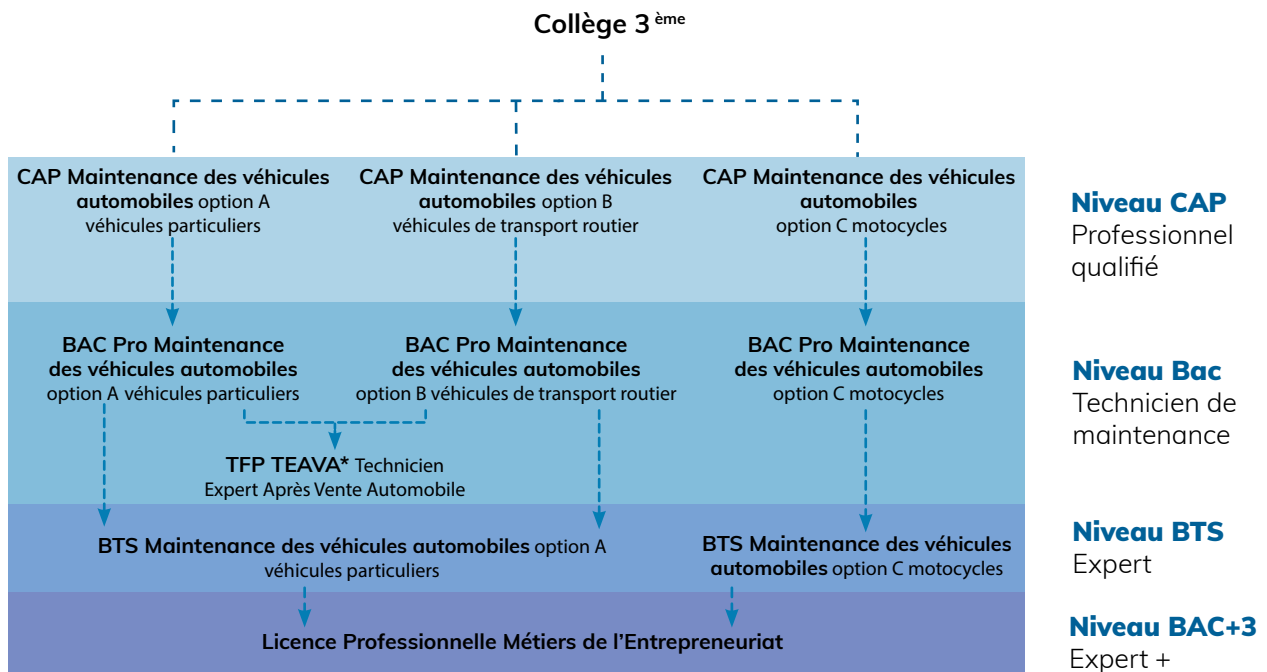 Collège 3 ème
CAP Maintenance des véhicules
automobiles option A
véhicules particuliers
CAP Maintenance des véhicules
automobiles option B
véhicules de transport routier
CAP Maintenance des véhicules
automobiles
option C motocycles
Niveau CAP
Professionnel
qualifié
BAC Pro Maintenance
des véhicules automobiles
option A véhicules particuliers
BAC Pro Maintenance
des véhicules automobiles
option B véhicules de transport routier
BAC Pro Maintenance
des véhicules automobiles
option C motocycles
Niveau Bac
Technicien de
maintenance
TFP TEAVA* Technicien
Expert Après Vente Automobile
BTS Maintenance des véhicules automobiles option A
véhicules particuliers
BTS Maintenance des véhicules
automobiles option C motocycles
Niveau BTS
Expert
Licence Professionnelle Métiers de l'Entrepreneuriat
Niveau BAC+3
Expert +